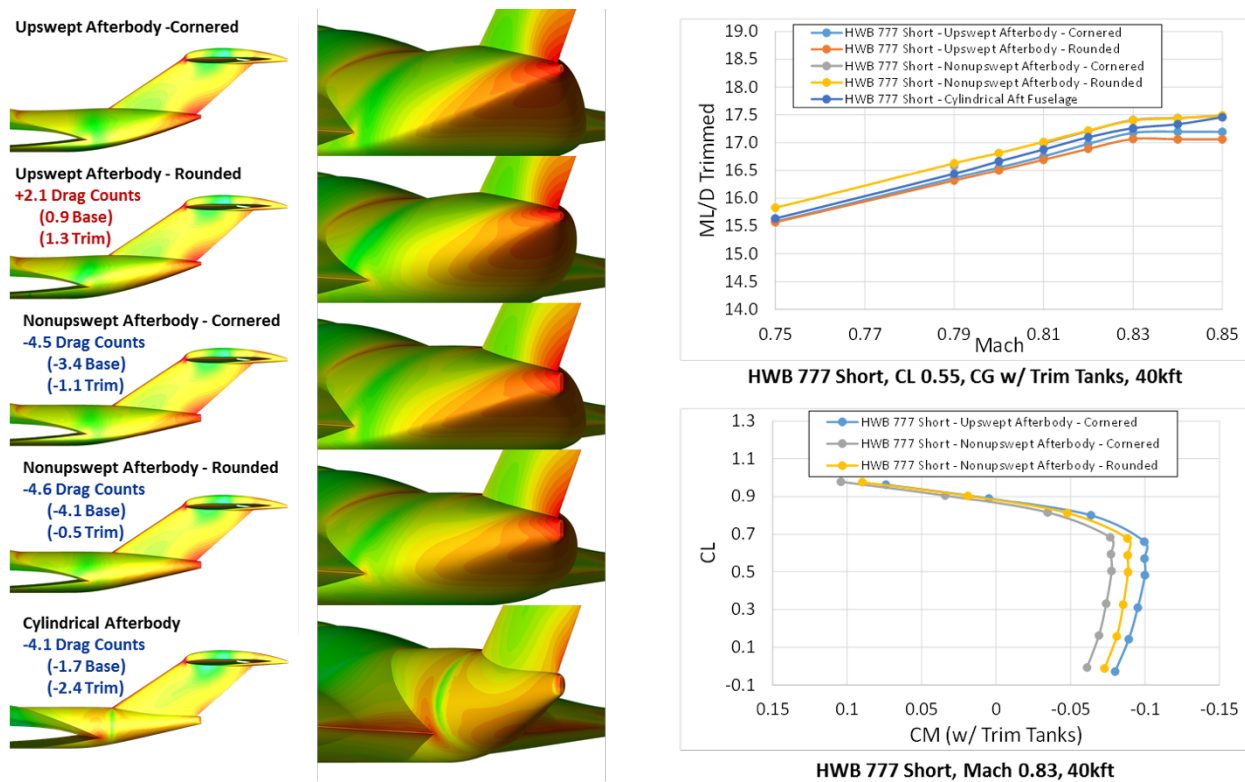 Upswept Afterbody -Cornered
Upswept Afterbody - Rounded
+2.1 Drag Counts
(0.9 Base)
(1.3 Trim)
Nonupswept Afterbody - Cornered
-4.5 Drag Counts
(-3.4 Base)
(-1.1 Trim)
Nonupswept Afterbody - Rounded
-4.6 Drag Counts
(-4.1 Base)
(-0.5 Trim)
Cylindrical Afterbody
-4.1 Drag Counts
(-1.7 Base)
(-2.4 Trim)
HWB 777 Short - Upswept Afterbody - Cornered
HWB 777 Short - Upswept Afterbody - Rounded
HWB 777 Short - Nonupswept Afterbody - Cornered
HWB 777 Short - Nonupswept Afterbody - Rounded
HWB 777 Short - Cylindrical Aft Fuselage
ML/D Trimmed
19.0
18.5
18.0
17.5
17.0
16.5
16.0
15.5
15.0
14.5
14.0
0.75 0.77 0.79 0.81 0.83 0.85
Mach
HWB 777 Short, CL 0.55, CG w/ Trim Tanks, 40kft
HWB 777 Short - Upswept Afterbody - Cornered
HWB 777 Short - Nonupswept Afterbody - Cornered
HWB 777 Short - Nonupswept Afterbody - Rounded
CL
1.3
1.1
0.9
0.7
0.5
0.3
0.1
-0.1
0.15 0.1 0.05 0 -0.05 -0.1 -0.15
CM (w/ Trim Tanks)
HWB 777 Short, Mach 0.83, 40kft